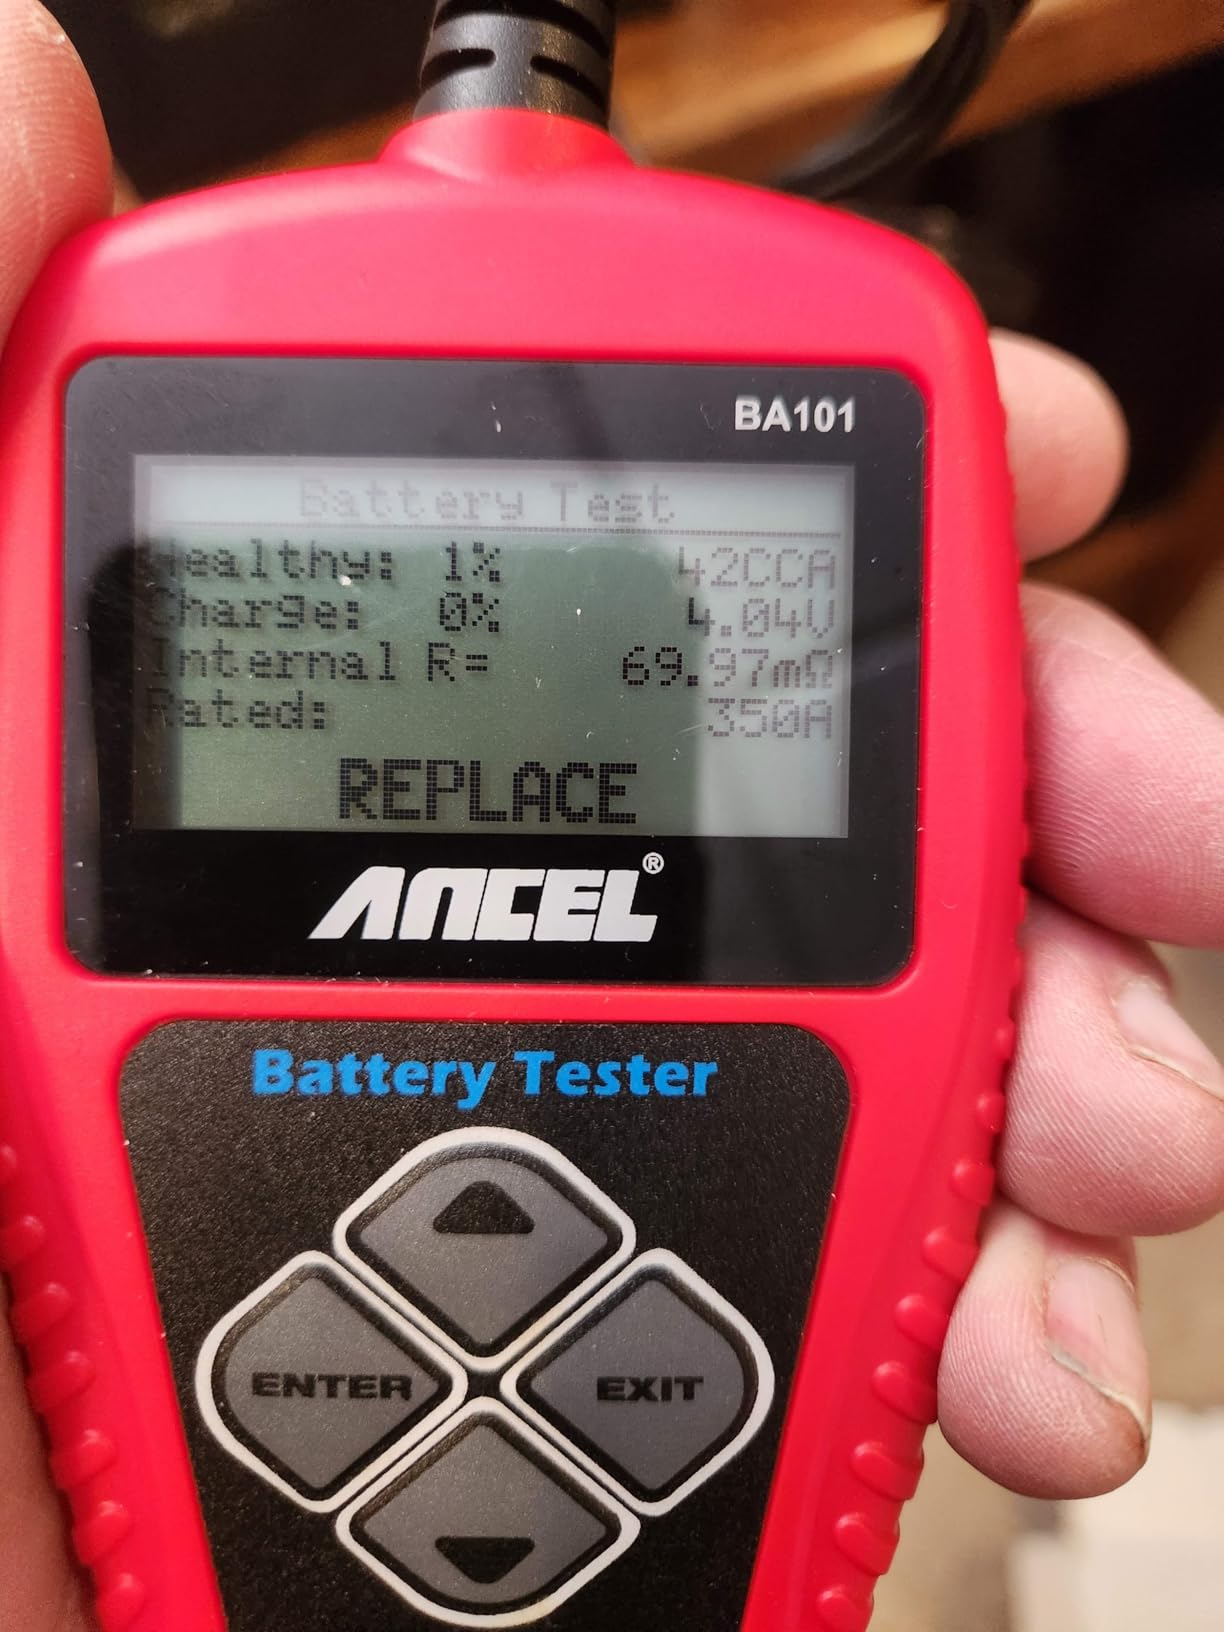 BA101
Battery Test
Healthy: 1% 42CCA
Charge: 0% 4.04V
Internal R= 69.97mΩ
Rated: 350A
REPLACE
ANCEL®
Battery Tester
ENTER
EXIT